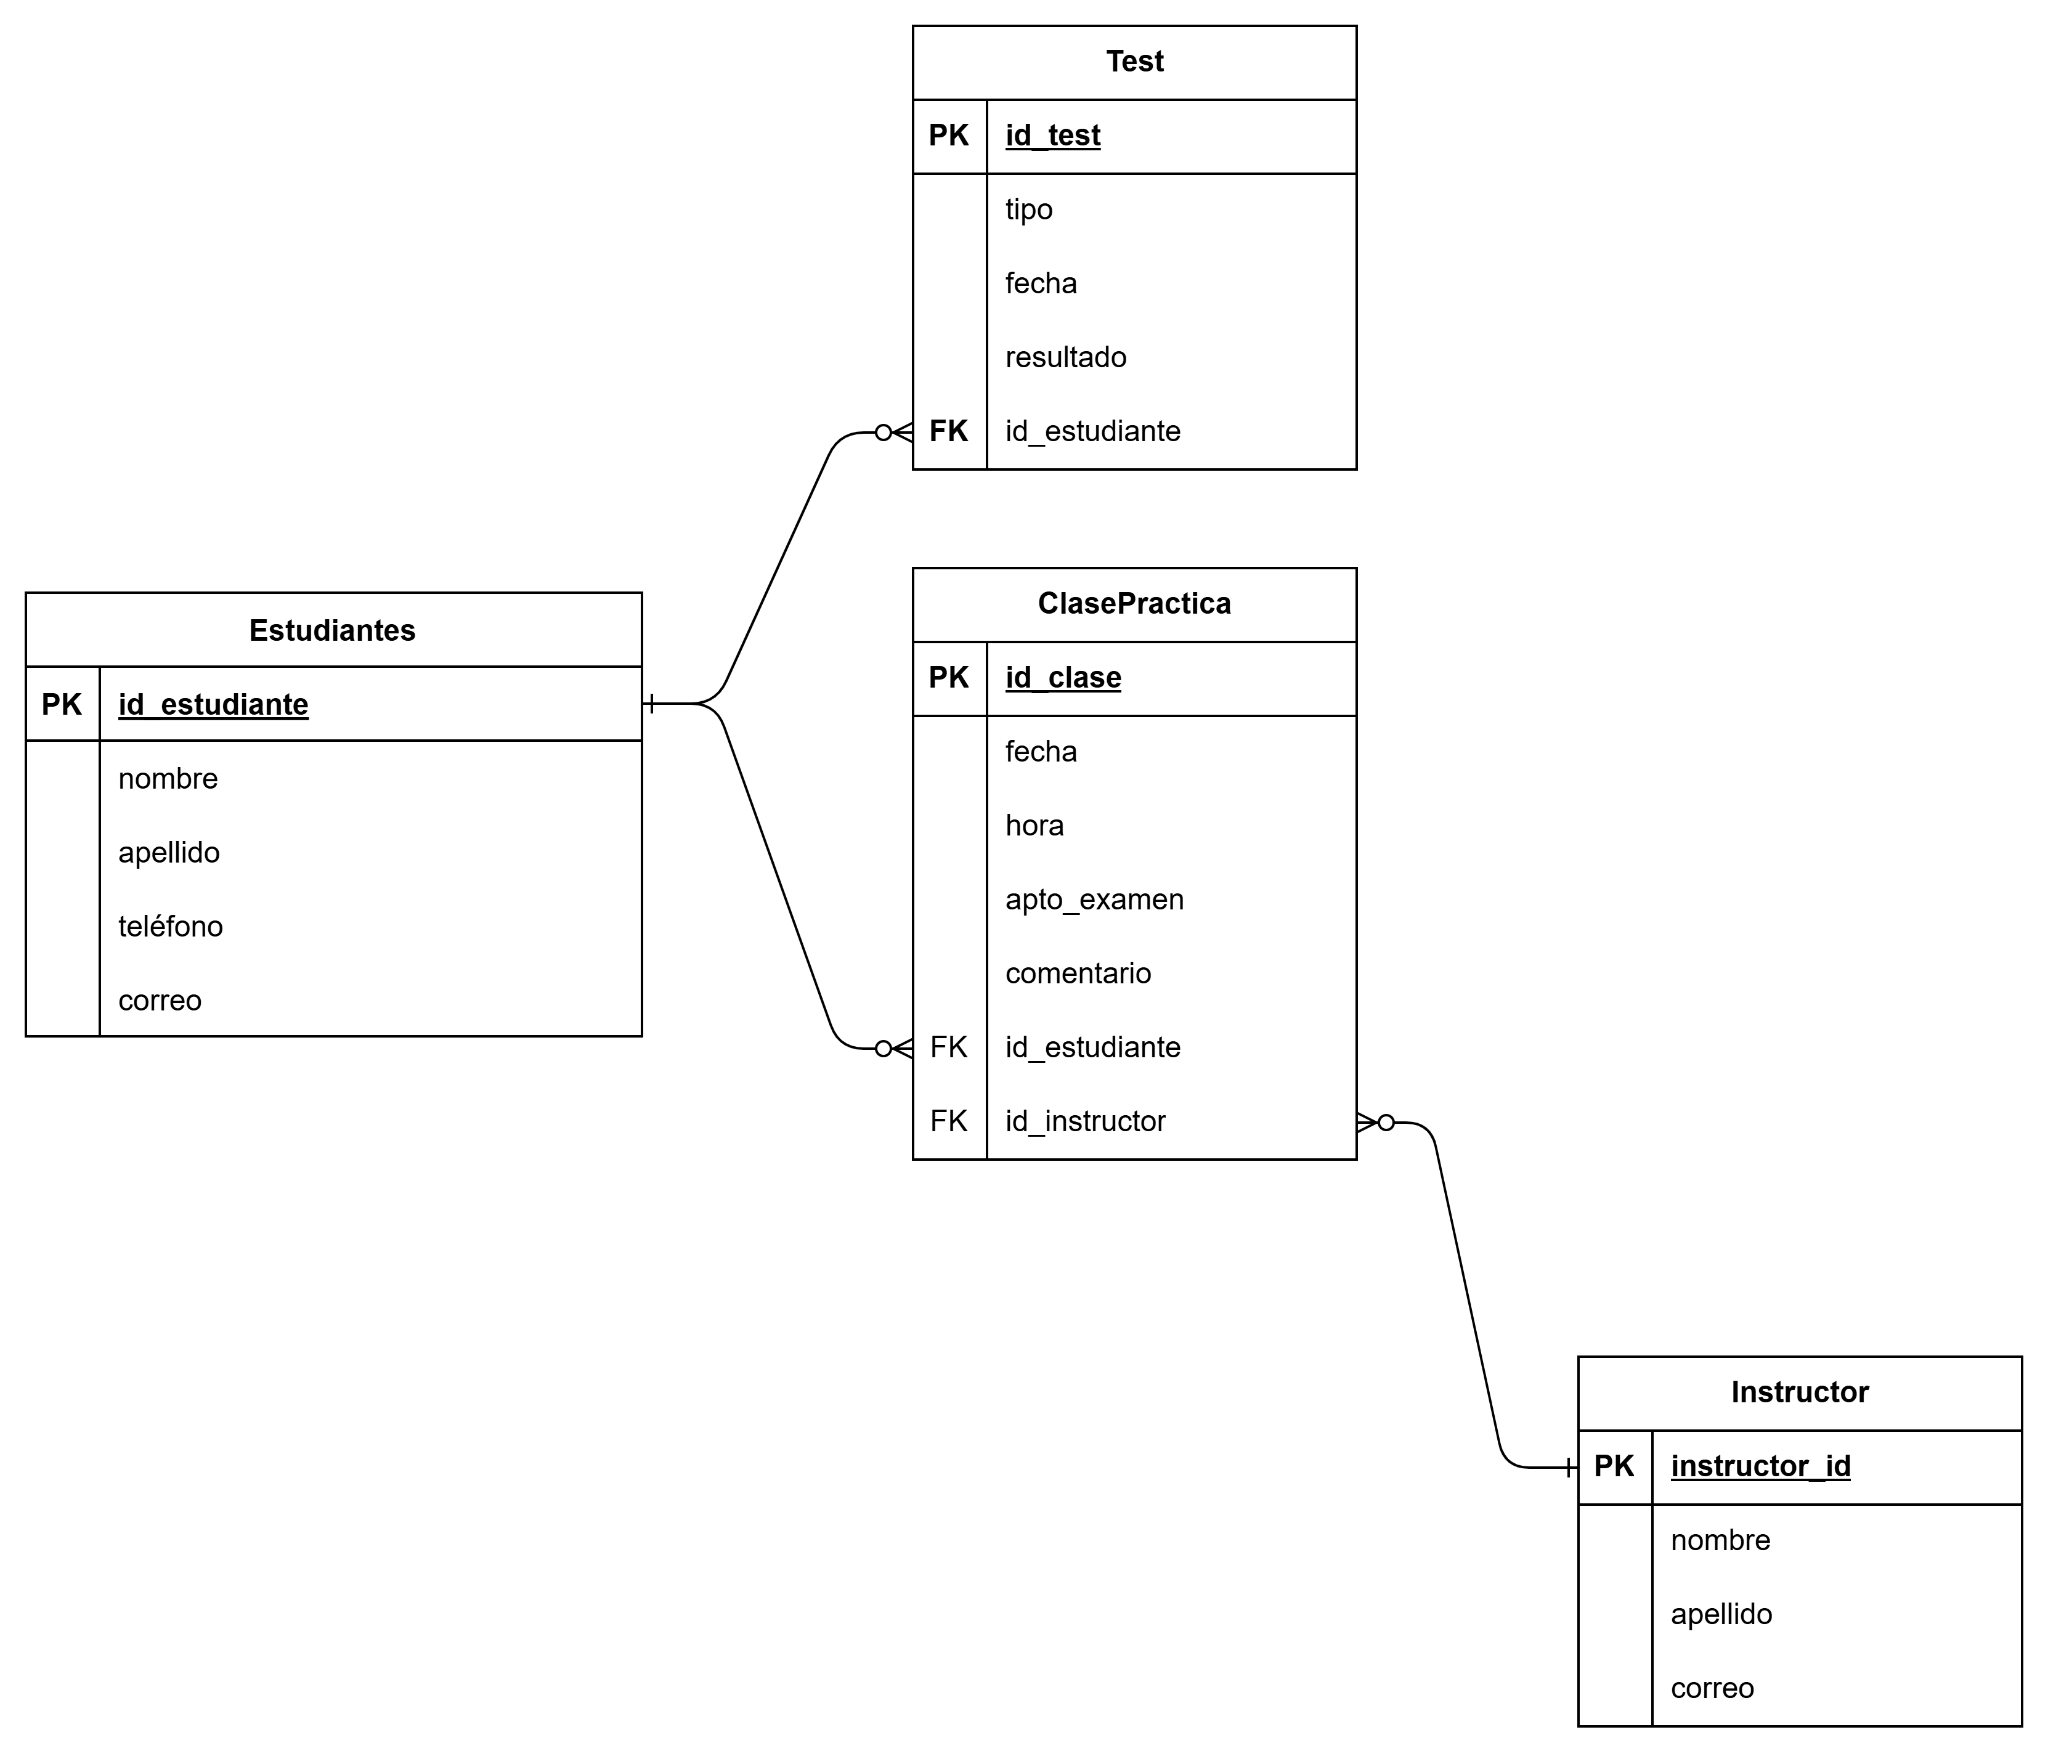 Test
PK id_test
tipo
fecha
resultado
FK id_estudiante
Estudiantes
PK id_estudiante
nombre
apellido
teléfono
correo
ClasePractica
PK id_clase
fecha
hora
apto_examen
comentario
FK id_estudiante
FK id_instructor
Instructor
PK instructor_id
nombre
apellido
correo